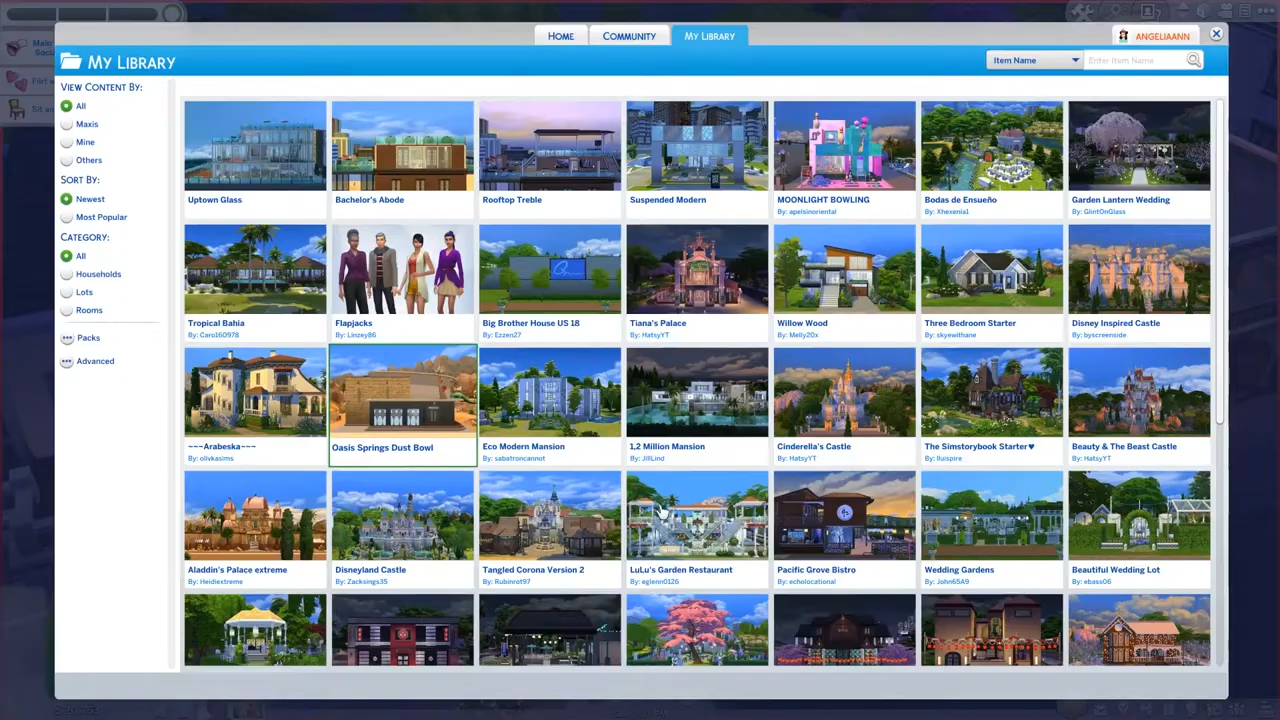 HOME
COMMUNITY
MY LIBRARY
ANGELIAANN
MY LIBRARY
Item Name
Enter Item Name
VIEW CONTENT BY:
All
Maxis
Mine
Others
SORT BY:
Newest
Most Popular
CATEGORY:
All
Households
Lots
Rooms
Packs
Advanced
Uptown Glass
Bachelor's Abode
Rooftop Treble
Suspended Modern
MOONLIGHT BOWLING
By: apeisinoriental
Bodas de Ensueño
By: Xhexenia1
Garden Lantern Wedding
By: GlintOnGlass
Tropical Bahia
By: Caro160978
Flapjacks
By: Linzey86
Big Brother House US 18
By: Ezzen27
Tiana's Palace
By: HatsyYT
Willow Wood
By: Melly20x
Three Bedroom Starter
By: skyewithane
Disney Inspired Castle
By: byscreenside
~~~Arabeska~~~
By: olivkasims
Oasis Springs Dust Bowl
Eco Modern Mansion
By: sabatroncannot
1,2 Million Mansion
By: JillLind
Cinderella's Castle
By: HatsyYT
The Simstorybook Starter♥
By: lluispire
Beauty & The Beast Castle
By: HatsyYT
Aladdin's Palace extreme
By: Heidiextreme
Disneyland Castle
By: Zacksings35
Tangled Corona Version 2
By: Rubinrot97
LuLu's Garden Restaurant
By: eglenn0126
Pacific Grove Bistro
By: echolocational
Wedding Gardens
By: John65A9
Beautiful Wedding Lot
By: ebass06